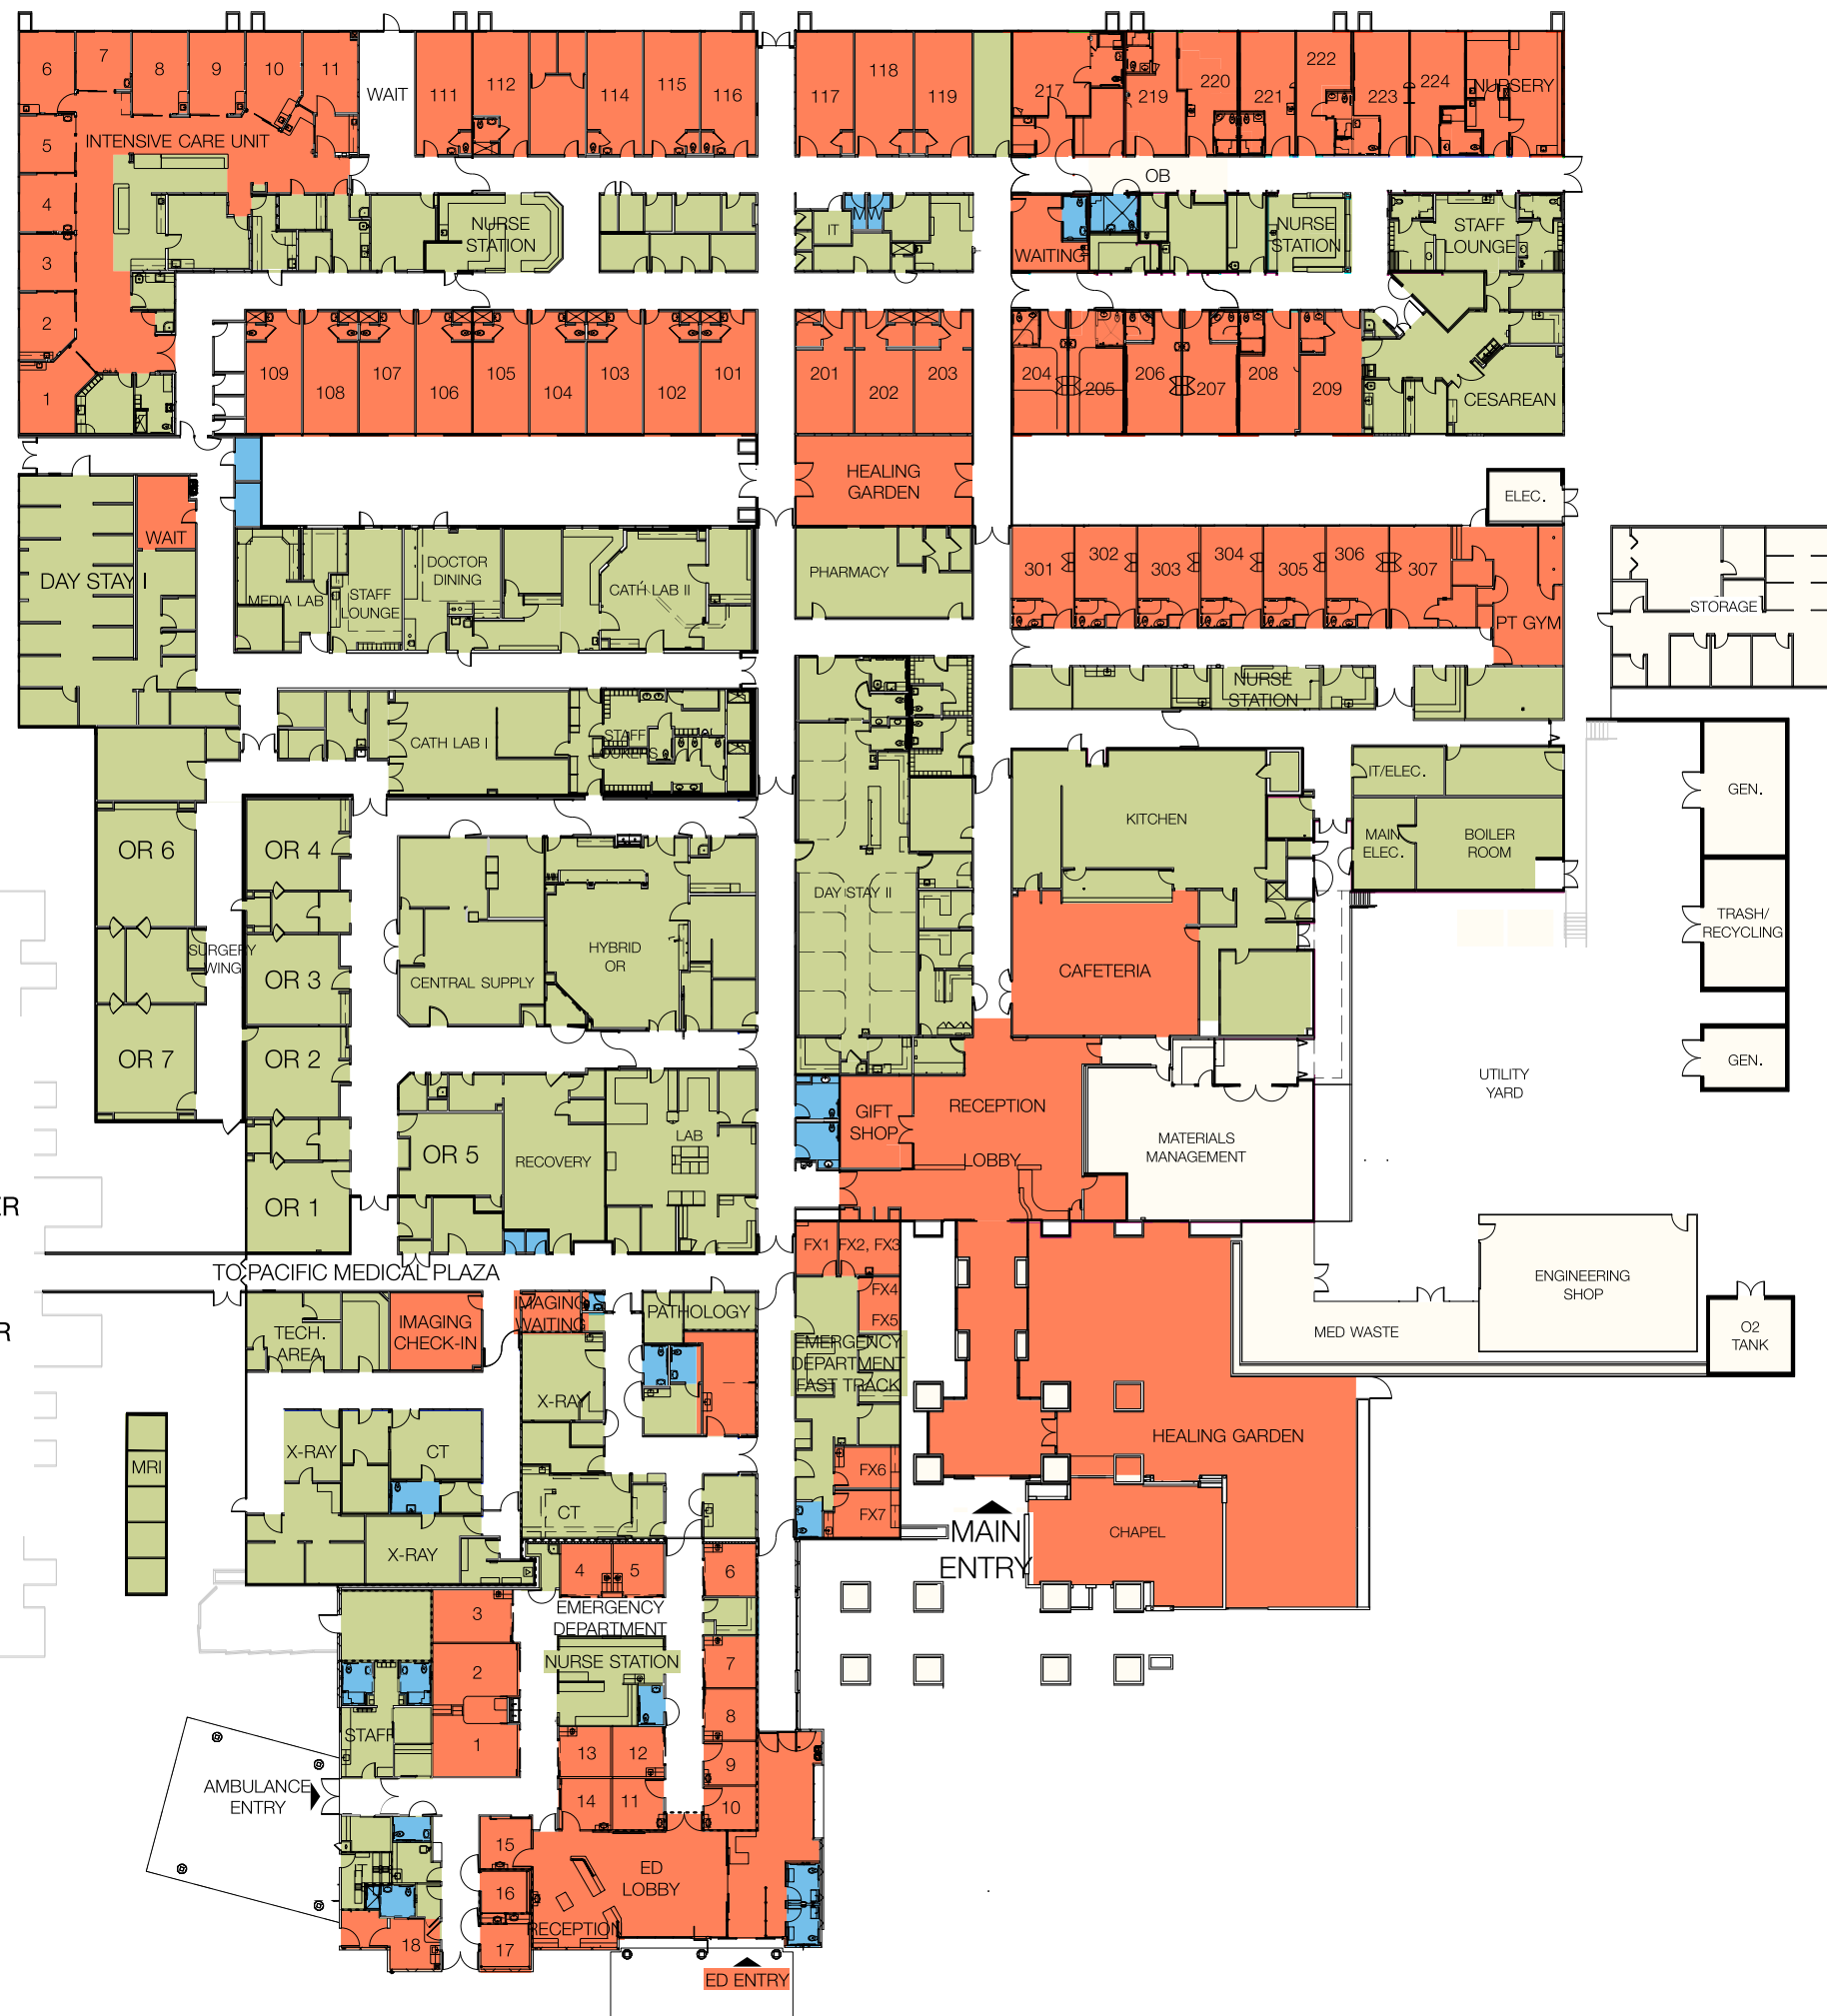 6
7
8
9
10
11
WAIT
111
112
114
115
116
117
118
119
217
219
220
221
222
223
224
NURSERY
5
INTENSIVE CARE UNIT
4
3
2
1
NURSE
STATION
IT
MW
OB
WAITING
NURSE
STATION
STAFF
LOUNGE
109
108
107
106
105
104
103
102
101
201
202
203
204
205
206
207
208
209
CESAREAN
HEALING
GARDEN
ELEC.
WAIT
DAY STAY I
MEDIA LAB
STAFF
LOUNGE
DOCTOR
DINING
CATH LAB II
PHARMACY
301
302
303
304
305
306
307
PT GYM
STORAGE
NURSE
STATION
CATH LAB I
STAFF
LOCKERS
OR 6
OR 4
KITCHEN
IT/ELEC.
MAIN
ELEC.
BOILER
ROOM
GEN.
DAY STAY II
SURGERY
WING
OR 3
CENTRAL SUPPLY
HYBRID
OR
CAFETERIA
TRASH/
RECYCLING
OR 7
OR 2
GEN.
UTILITY
YARD
OR 5
RECOVERY
LAB
GIFT
SHOP
RECEPTION
LOBBY
MATERIALS
MANAGEMENT
OR 1
ER
TO PACIFIC MEDICAL PLAZA
FX1
FX2, FX3
FX4
FX5
ENGINEERING
SHOP
MED WASTE
O2
TANK
R
TECH.
AREA
IMAGING
CHECK-IN
IMAGING
WAITING
PATHOLOGY
EMERGENCY
DEPARTMENT
FAST TRACK
X-RAY
HEALING GARDEN
MRI
X-RAY
CT
FX6
FX7
CT
MAIN
ENTRY
CHAPEL
X-RAY
4
5
6
3
EMERGENCY
DEPARTMENT
NURSE STATION
2
7
8
STAFF
1
13
12
9
AMBULANCE
ENTRY
14
11
10
15
IT
16
ED
LOBBY
RECEPTION
18
17
ED ENTRY